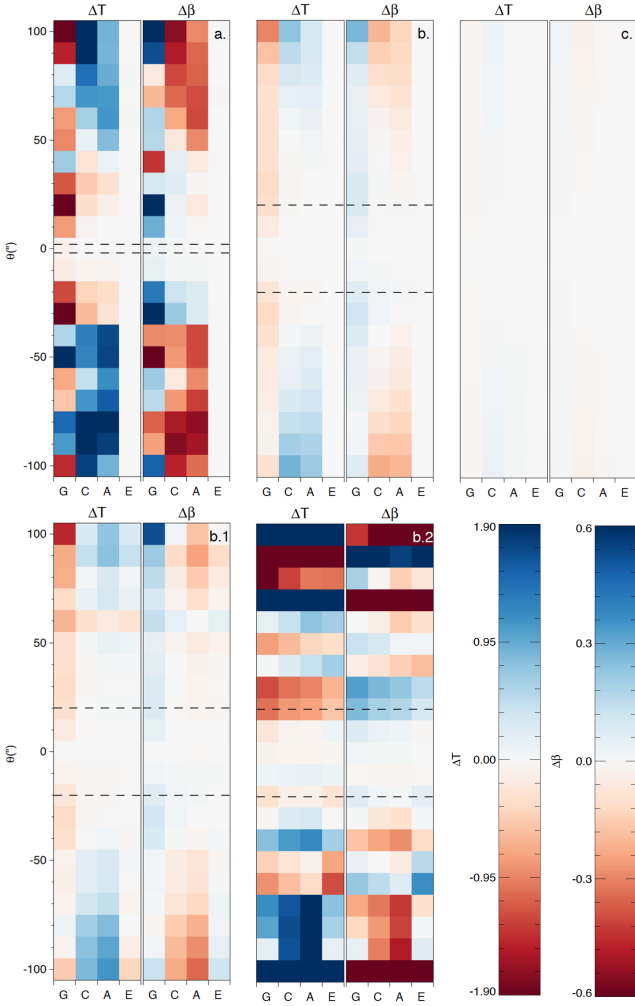 ΔT Δβ ΔT Δβ ΔT Δβ
a. b. c.
100
50
0
-50
-100
θ(")
G C A E G C A E G C A E G C A E G C A E G C A E
ΔT Δβ ΔT Δβ
b.1 b.2
100
50
0
-50
-100
θ(")
G C A E G C A E G C A E G C A E
1.90 0.6
0.95 0.3
0.00 0.0
-0.95 -0.3
-1.90 -0.6
ΔT Δβ